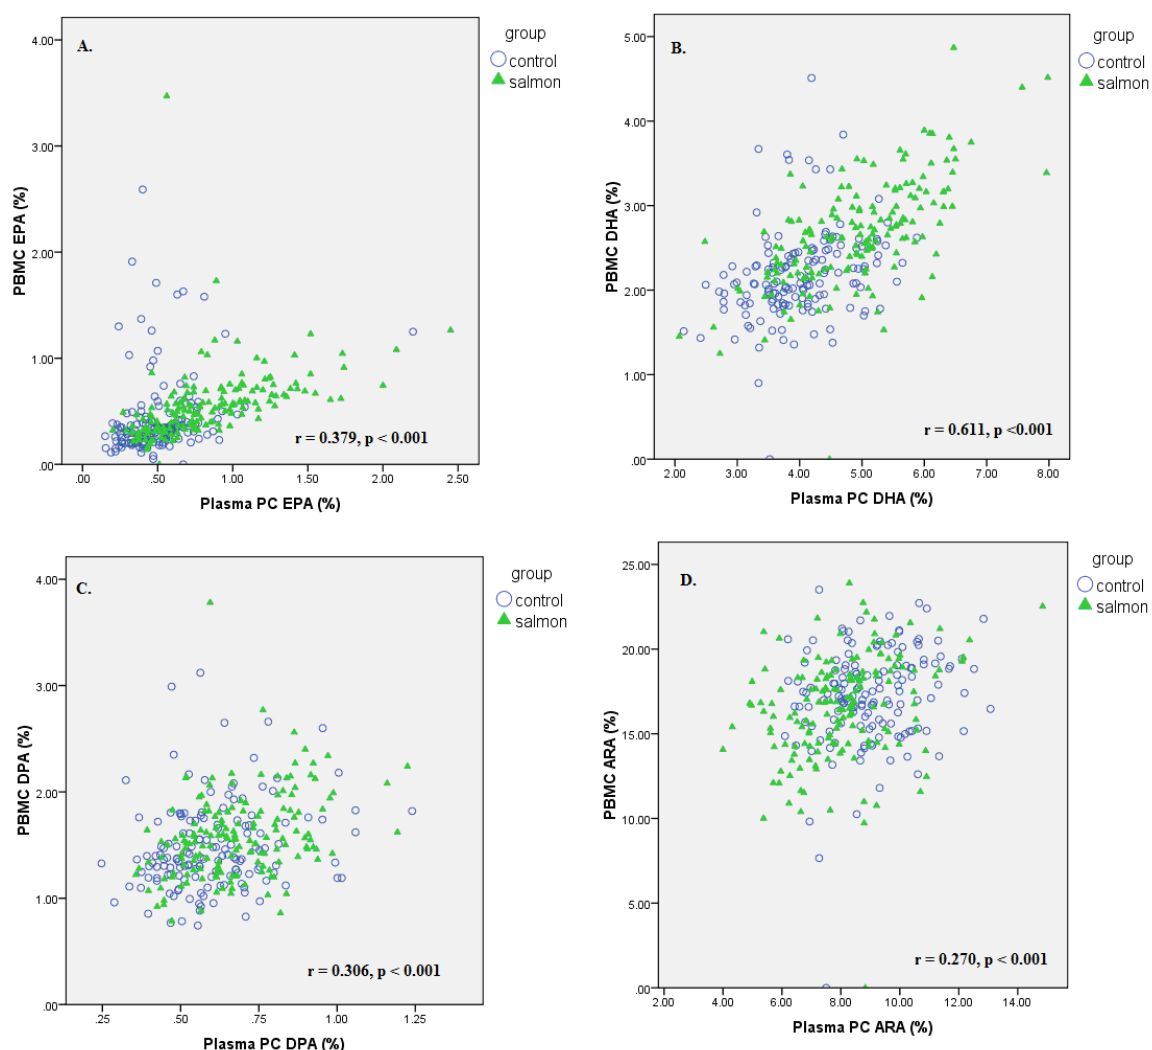 A.
group
control
salmon
4.00
3.00
2.00
1.00
.00
PBMC EPA (%)
r = 0.379, p < 0.001
.00 .50 1.00 1.50 2.00 2.50
Plasma PC EPA (%)
B.
group
control
salmon
5.00
4.00
3.00
2.00
1.00
.00
PBMC DHA (%)
r = 0.611, p <0.001
2.00 3.00 4.00 5.00 6.00 7.00 8.00
Plasma PC DHA (%)
C.
group
control
salmon
4.00
3.00
2.00
1.00
.00
PBMC DPA (%)
r = 0.306, p < 0.001
.25 .50 .75 1.00 1.25
Plasma PC DPA (%)
D.
group
control
salmon
25.00
20.00
15.00
10.00
5.00
.00
PBMC ARA (%)
r = 0.270, p < 0.001
2.00 4.00 6.00 8.00 10.00 12.00 14.00
Plasma PC ARA (%)